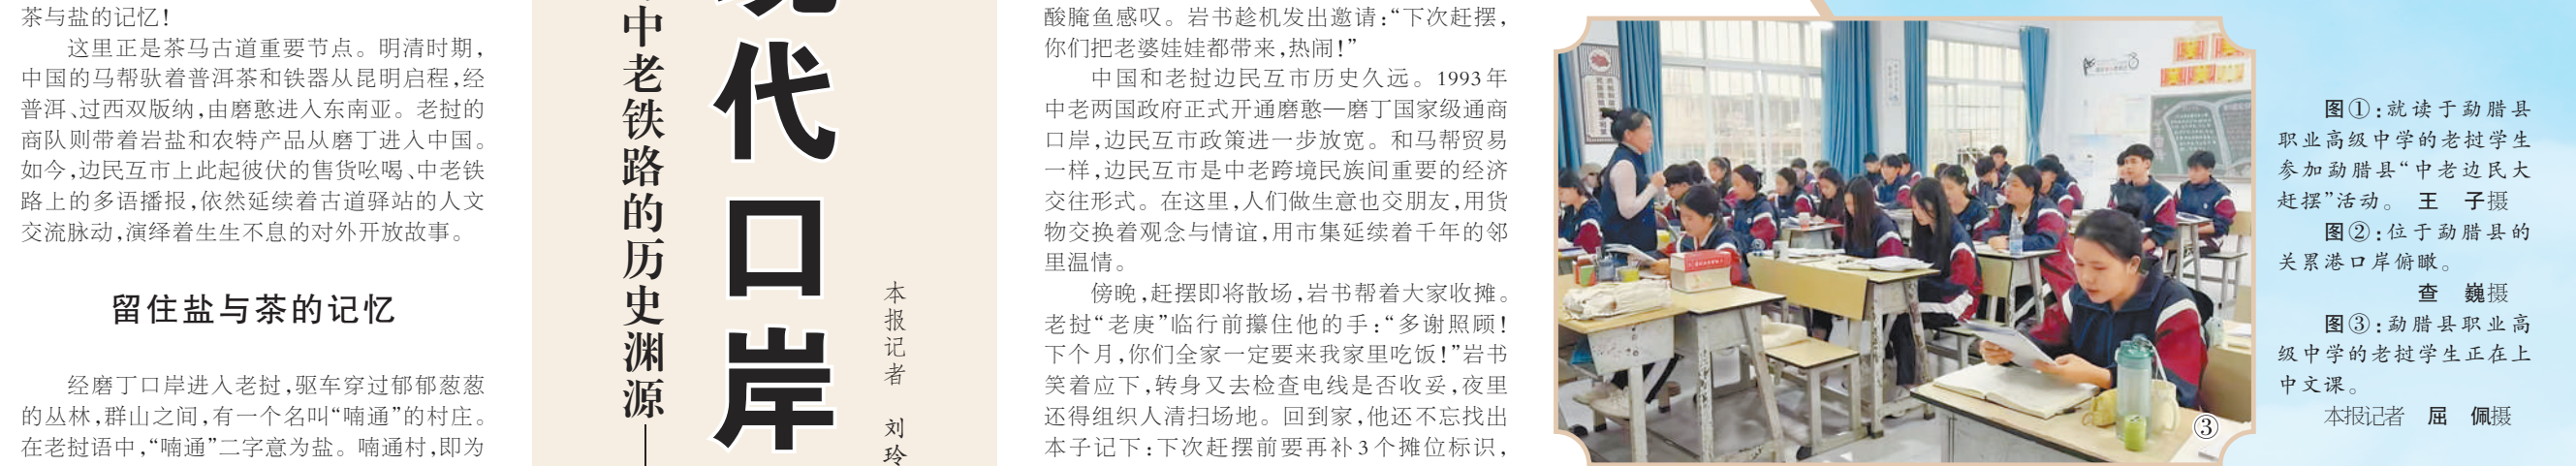 茶与盐的记忆！
这里正是茶马古道重要节点。明清时期，
中国的马帮驮着普洱茶和铁器从昆明启程，经
普洱、过西双版纳，由磨憨进入东南亚。老挝的
商队则带着岩盐和农特产品从磨丁进入中国。
如今，边民互市上此起彼伏的售货吆喝、中老铁
路上的多语播报，依然延续着古道驿站的人文
交流脉动，演绎着生生不息的对外开放故事。
留住盐与茶的记忆
经磨丁口岸进入老挝，驱车穿过郁郁葱葱
的丛林，群山之间，有一个名叫“喃通”的村庄。
在老挝语中，“喃通”二字意为盐。喃通村，即为
中老铁路的历史渊源——
代口岸
本报记者 刘玲
酸腌鱼感叹。岩书趁机发出邀请：“下次赶摆，
你们把老婆娃娃都带来，热闹！”
中国和老挝边民互市历史久远。1993年
中老两国政府正式开通磨憨—磨丁国家级通商
口岸，边民互市政策进一步放宽。和马帮贸易
一样，边民互市是中老跨境民族间重要的经济
交往形式。在这里，人们做生意也交朋友，用货
物交换着观念与情谊，用市集延续着千年的邻
里温情。
傍晚，赶摆即将散场，岩书帮着大家收摊。
老挝“老庚”临行前攥住他的手：“多谢照顾！
下个月，你们全家一定要来我家里吃饭！”岩书
笑着应下，转身又去检查电线是否收妥，夜里
还得组织人清扫场地。回到家，他还不忘找出
本子记下：下次赶摆前要再补3个摊位标识，
③
图①：就读于勐腊县
职业高级中学的老挝学生
参加勐腊县“中老边民大
赶摆”活动。 王 子摄
图②：位于勐腊县的
关累港口岸俯瞰。
查 巍摄
图③：勐腊县职业高
级中学的老挝学生正在上
中文课。
本报记者 屈 佩摄